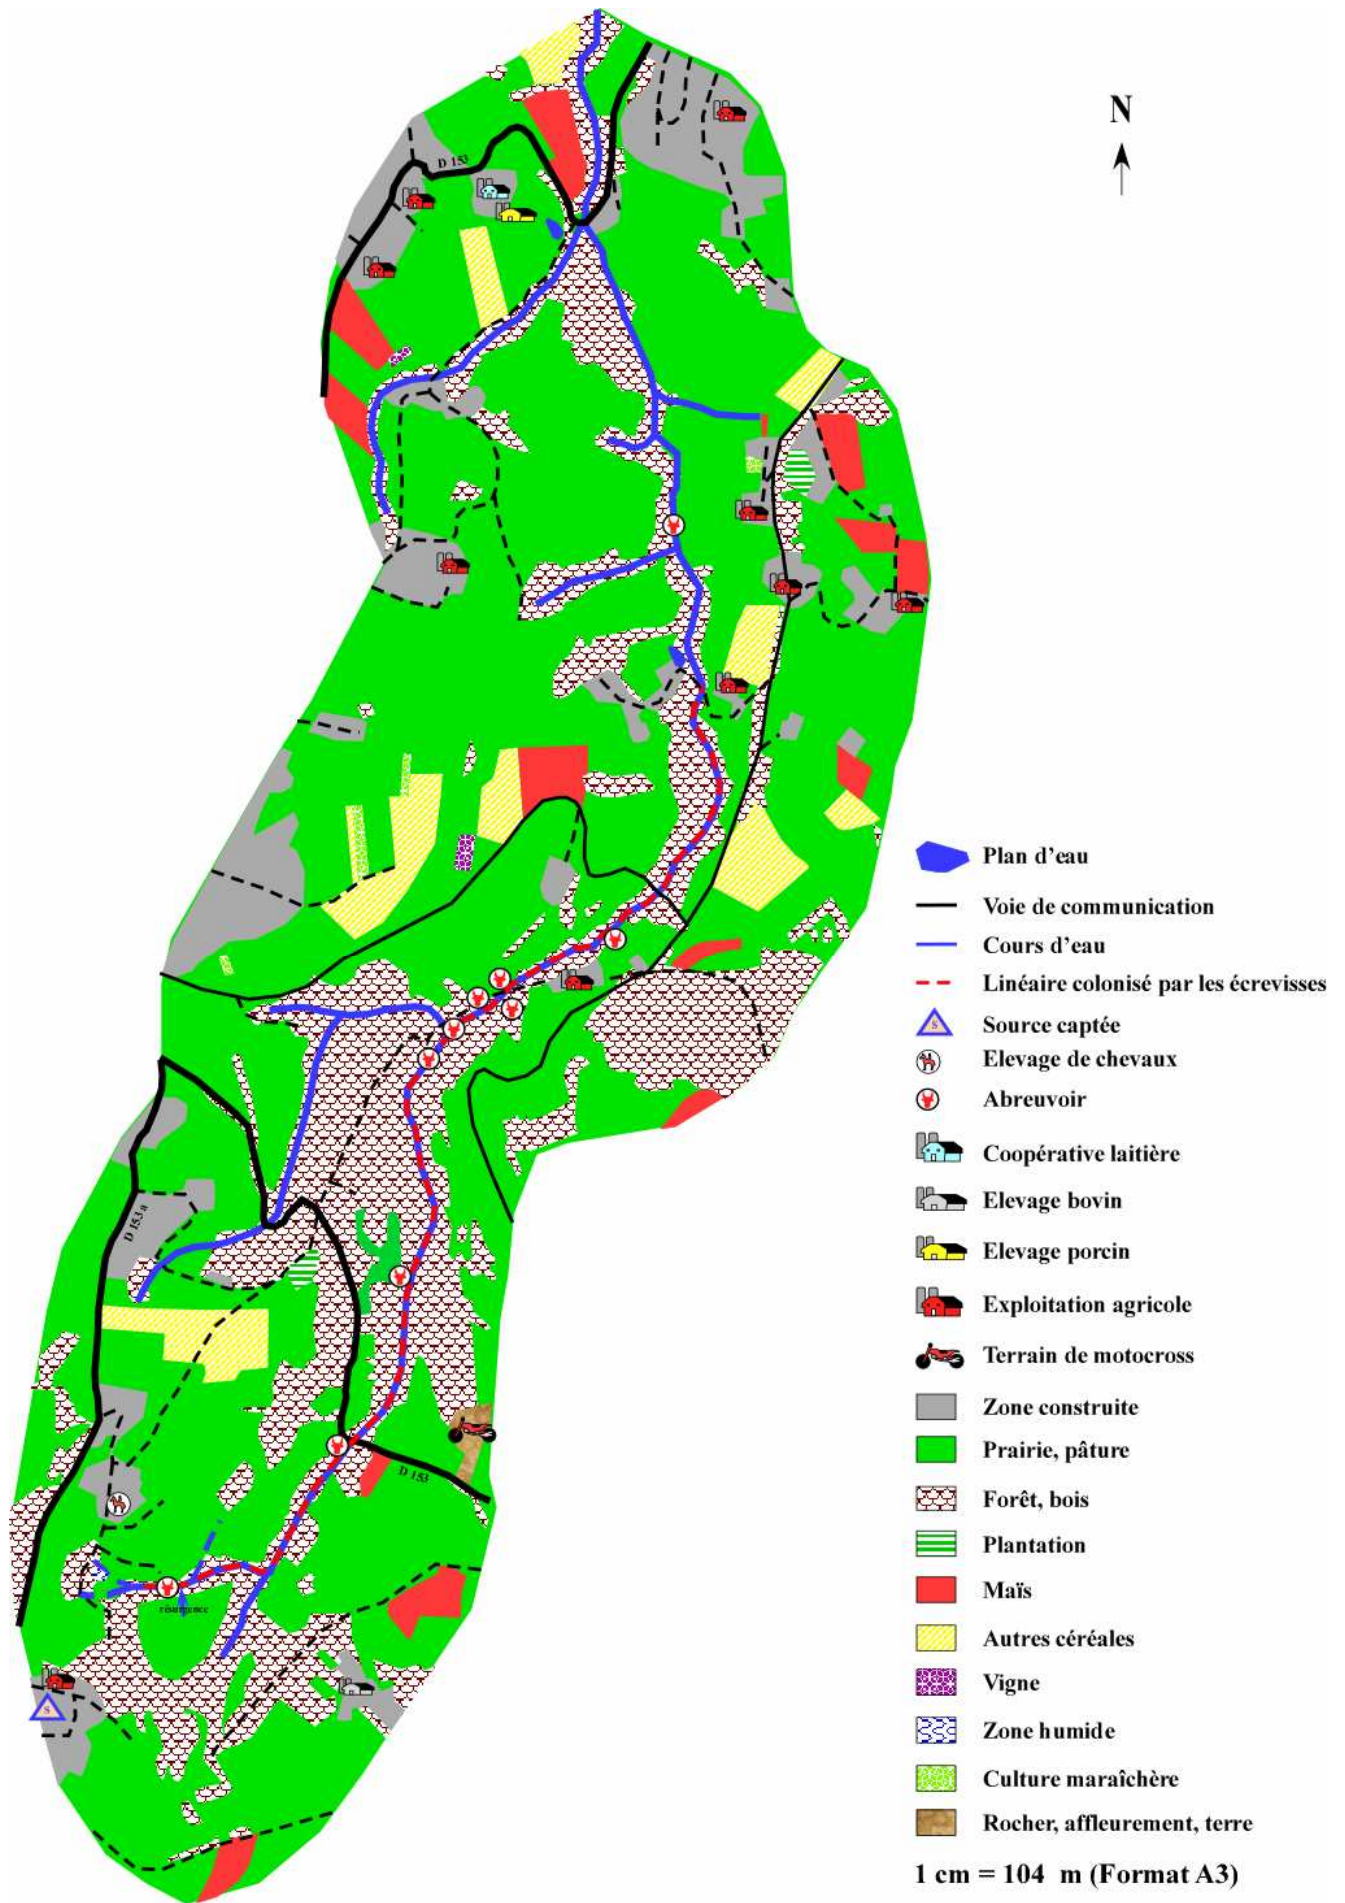 N
D 153
D 153 a
D 153
résurgence
S
Plan d’eau
Voie de communication
Cours d’eau
Linéaire colonisé par les écrevisses
S
Source captée
Elevage de chevaux
Abreuvoir
Coopérative laitière
Elevage bovin
Elevage porcin
Exploitation agricole
Terrain de motocross
Zone construite
Prairie, pâture
Forêt, bois
Plantation
Maïs
Autres céréales
Vigne
Zone humide
Culture maraîchère
Rocher, affleurement, terre
1 cm = 104 m (Format A3)